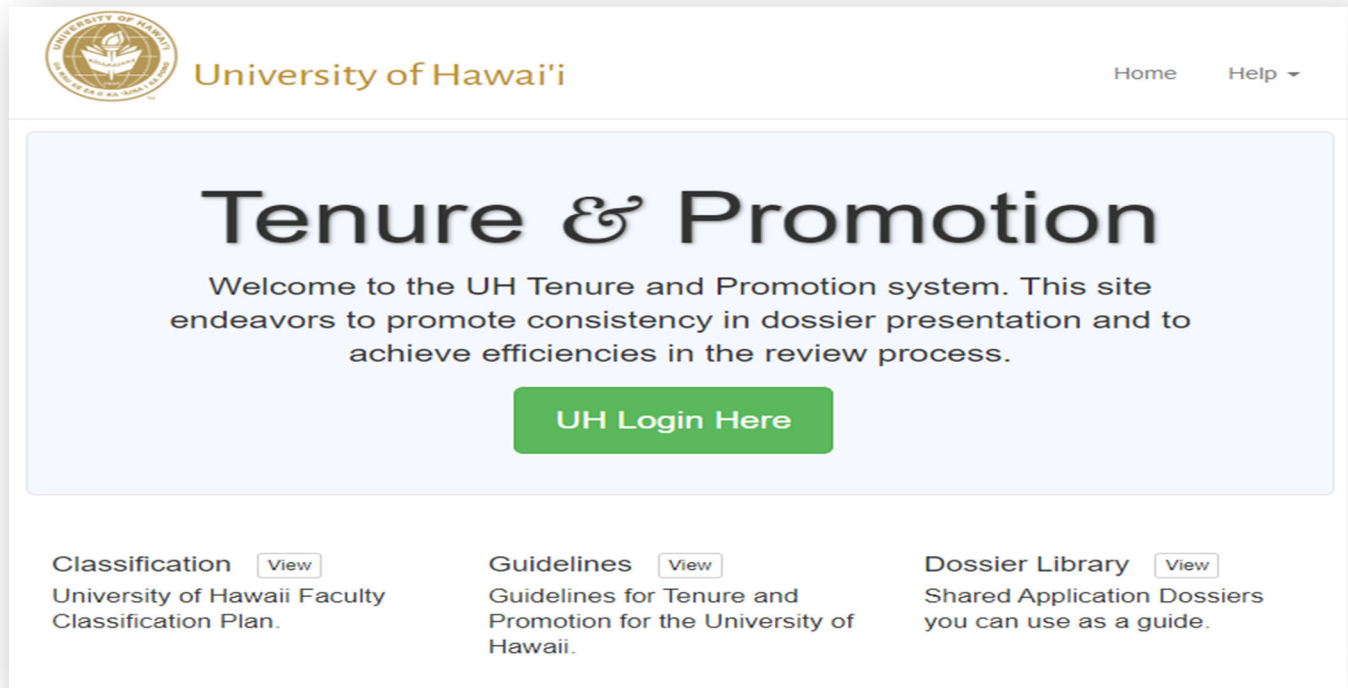 UNIVERSITY OF HAWAI'I
University of Hawai'i
Home Help
Tenure & Promotion
Welcome to the UH Tenure and Promotion system. This site
endeavors to promote consistency in dossier presentation and to
achieve efficiencies in the review process.
UH Login Here
Classification View
University of Hawaii Faculty
Classification Plan.
Guidelines View
Guidelines for Tenure and
Promotion for the University of
Hawaii.
Dossier Library View
Shared Application Dossiers
you can use as a guide.